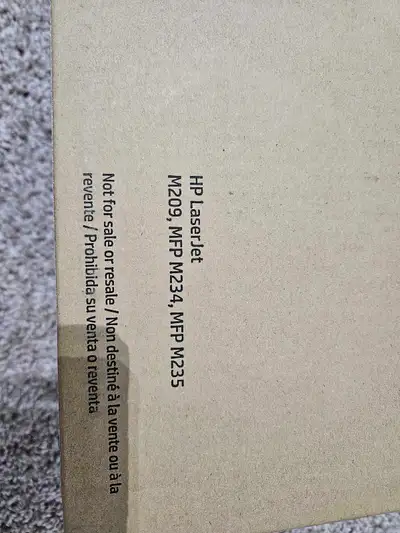 HP LaserJet
M209, MFP M234, MFP M235
Not for sale or resale / Non destiné à la vente ou à la
revente / Prohibida su venta o reventa